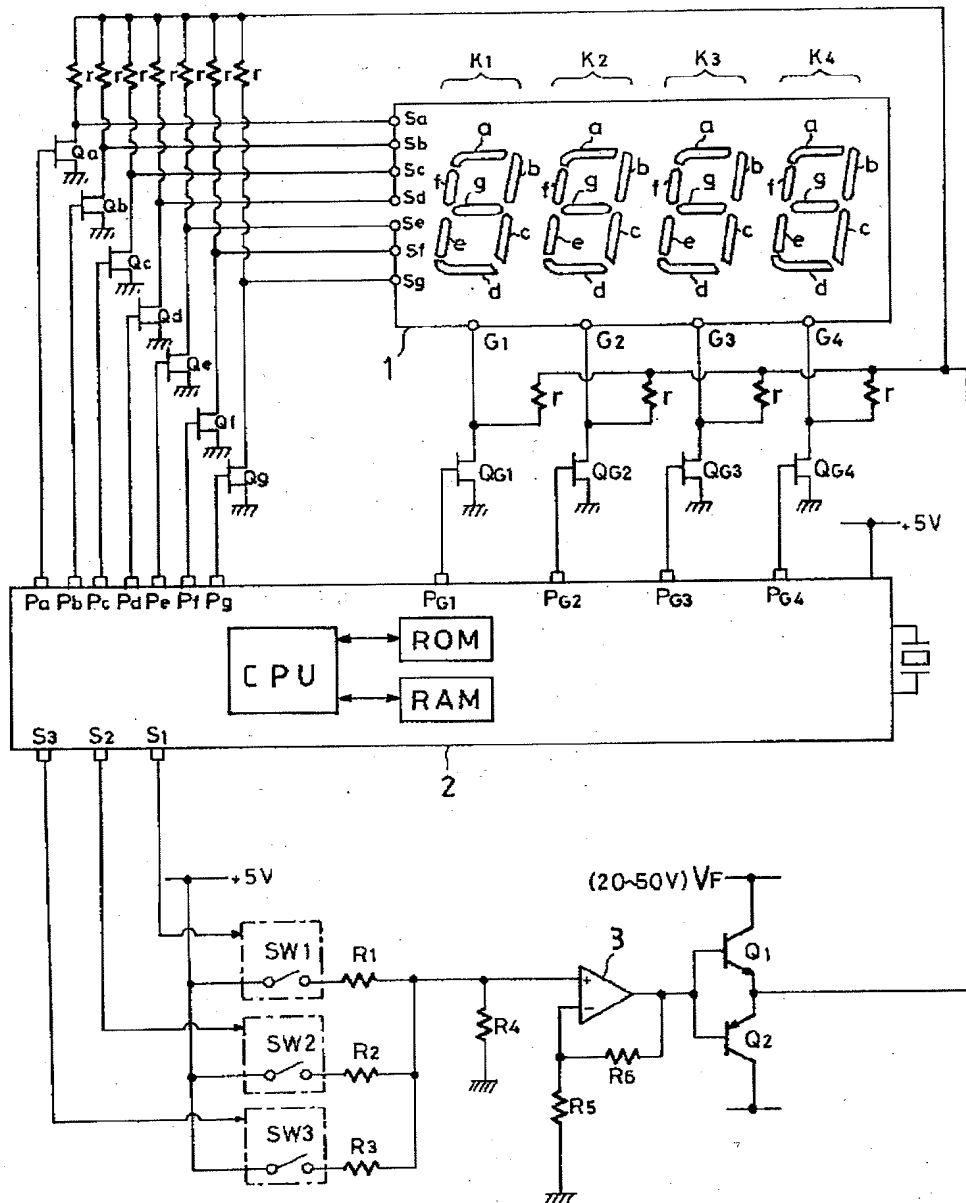 r r r r r r r
K1 K2 K3 K4
Sa
Sb
Sc
Sd
Se
Sf
Sg
a a a a
b b b b
f f f f
g g g g
e e e e
c c c c
d d d d
Qa
Qb
Qc
Qd
Qe
Qf
Qg
1
G1 G2 G3 G4
r r r r
QG1 QG2 QG3 QG4
+5V
Pa Pb Pc Pd Pe Pf Pg PG1 PG2 PG3 PG4
CPU
ROM
RAM
S3 S2 S1
2
+5V
(20~50V) VF
SW1 R1
SW2 R2
SW3 R3
R4
3
+
−
R6
R5
Q1
Q2